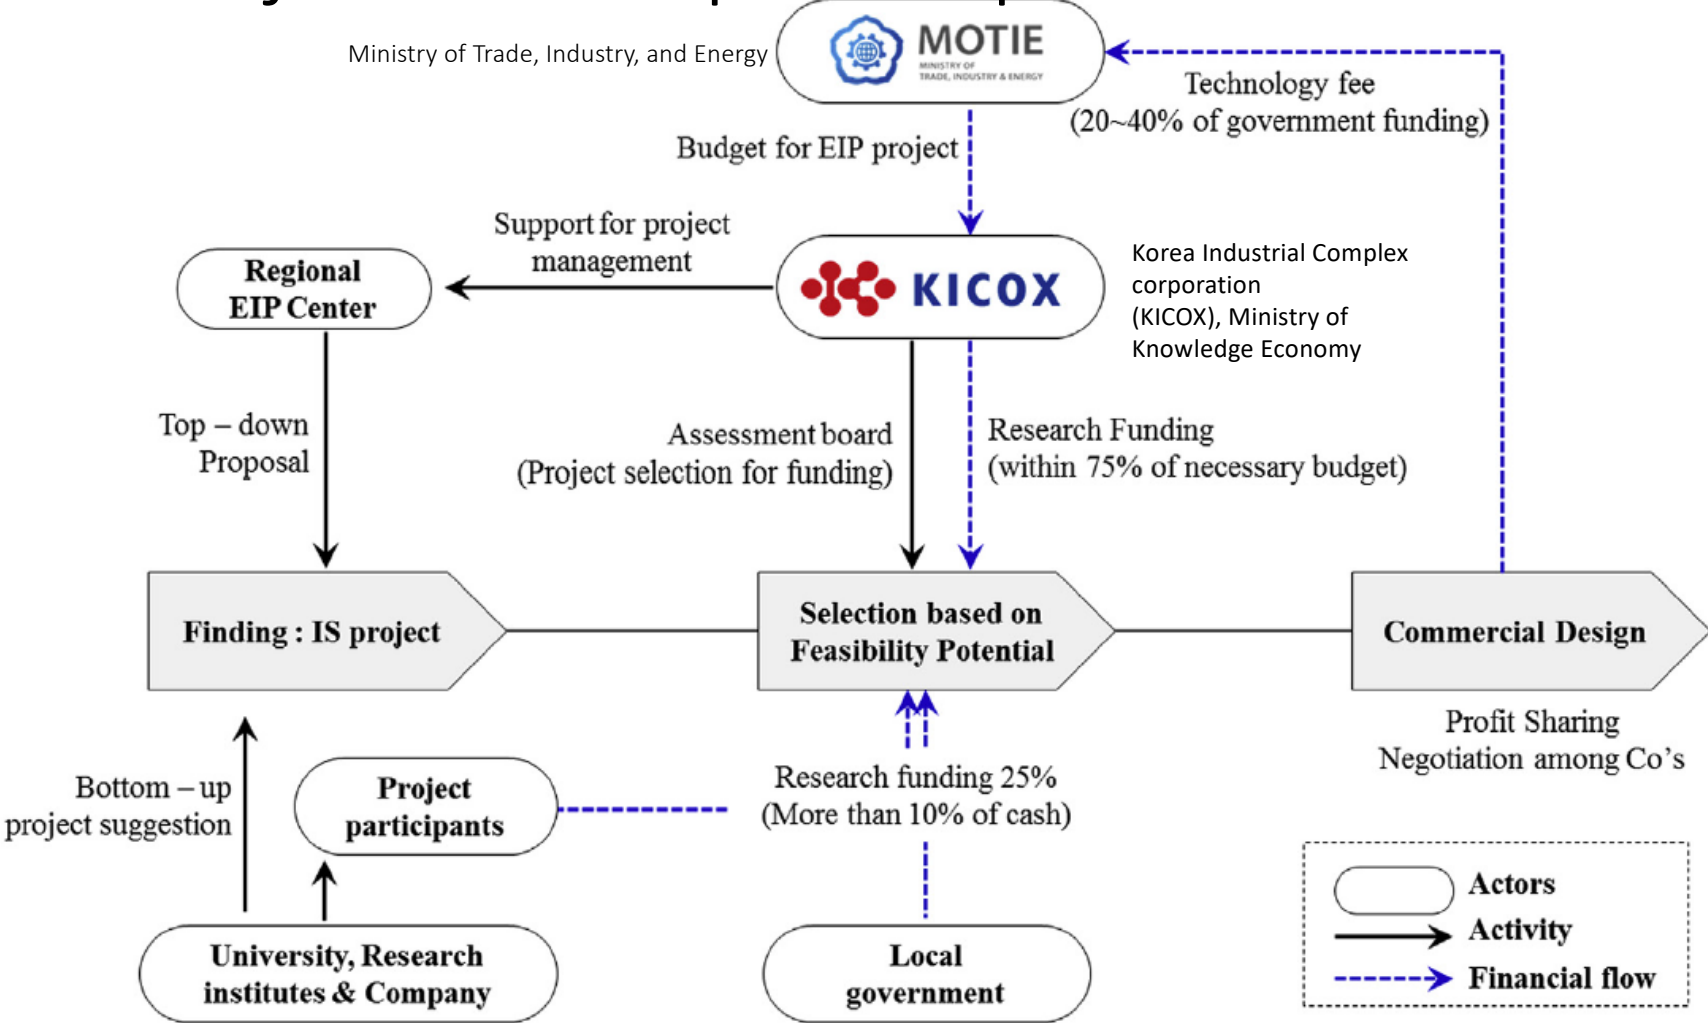 Ministry of Trade, Industry, and Energy
MOTIE
MINISTRY OF
TRADE, INDUSTRY & ENERGY
Technology fee
(20~40% of government funding)
Budget for EIP project
Support for project
management
Regional
EIP Center
KICOX
Korea Industrial Complex
corporation
(KICOX), Ministry of
Knowledge Economy
Top – down
Proposal
Assessment board
(Project selection for funding)
Research Funding
(within 75% of necessary budget)
Finding : IS project
Selection based on
Feasibility Potential
Commercial Design
Profit Sharing
Negotiation among Co's
Bottom – up
project suggestion
Project
participants
Research funding 25%
(More than 10% of cash)
University, Research
institutes & Company
Local
government
Actors
Activity
Financial flow